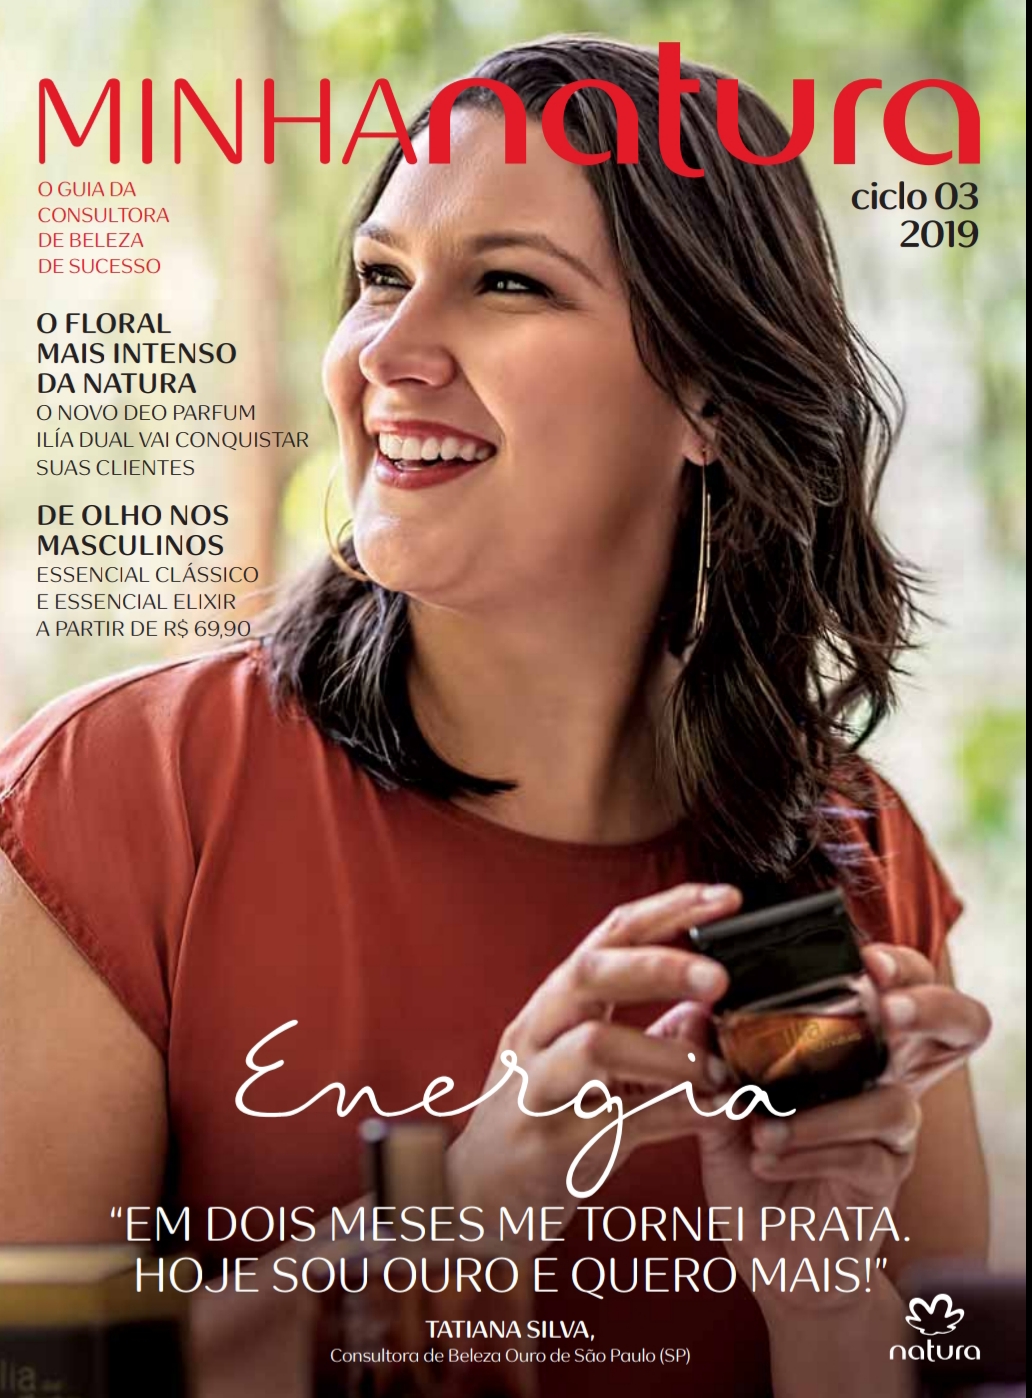 MINHA natura
O GUIA DA
CONSULTORA
DE BELEZA
DE SUCESSO
ciclo 03
2019
O FLORAL
MAIS INTENSO
DA NATURA
O NOVO DEO PARFUM
ILÍA DUAL VAI CONQUISTAR
SUAS CLIENTES
DE OLHO NOS
MASCULINOS
ESSENCIAL CLÁSSICO
E ESSENCIAL ELIXIR
A PARTIR DE R$ 69,90
ilía
Energia
“EM DOIS MESES ME TORNEI PRATA.
HOJE SOU OURO E QUERO MAIS!”
TATIANA SILVA,
Consultora de Beleza Ouro de São Paulo (SP)
natura